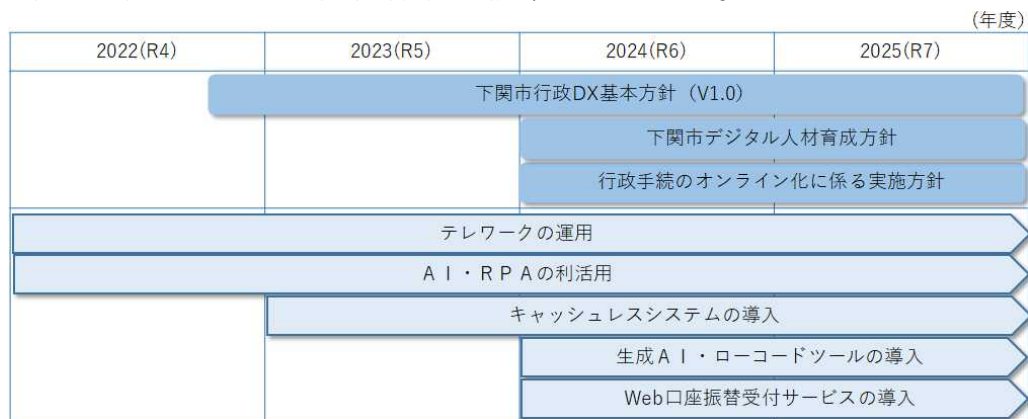 (年度)
2022(R4) 2023(R5) 2024(R6) 2025(R7)
下関市行政DX基本方針（V1.0）
下関市デジタル人材育成方針
行政手続のオンライン化に係る実施方針
テレワークの運用
ＡＩ・ＲＰＡの利活用
キャッシュレスシステムの導入
生成ＡＩ・ローコードツールの導入
Web口座振替受付サービスの導入